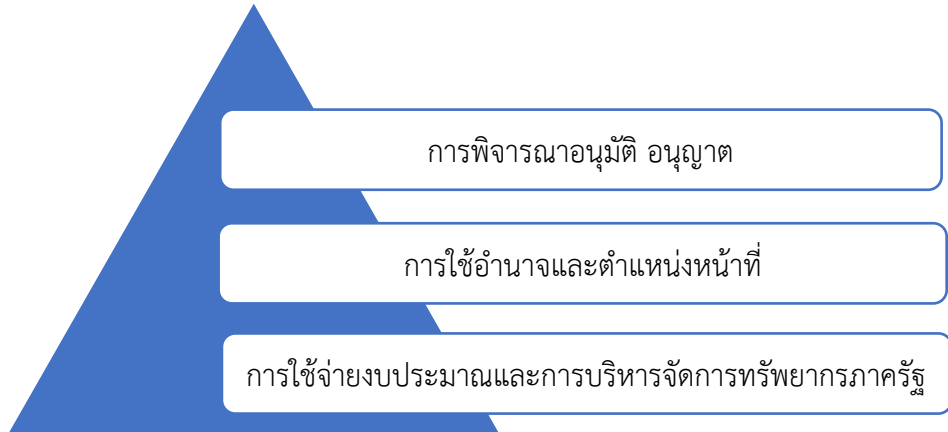 การพิจารณาอนุมัติ อนุญาต
การใช้อำนาจและตำแหน่งหน้าที่
การใช้จ่ายงบประมาณและการบริหารจัดการทรัพยากรภาครัฐ